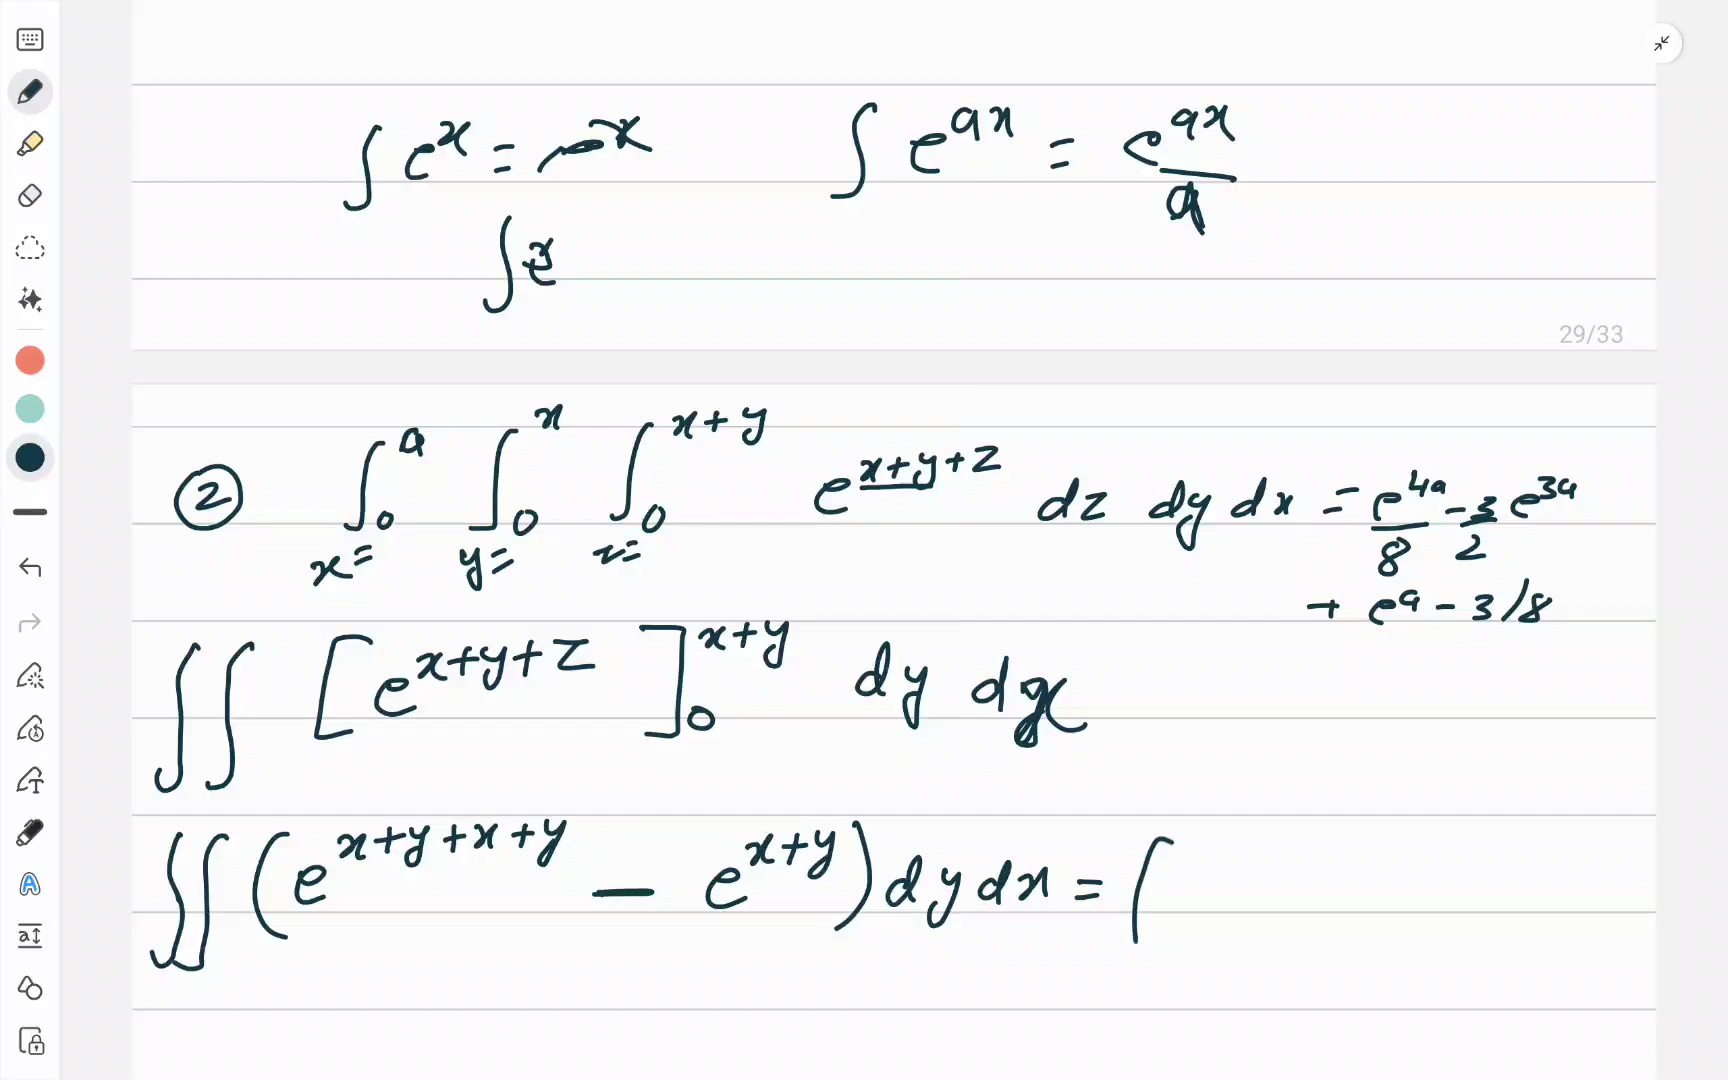 ∫ e^x = e^x    ∫ e^{ax} = e^{ax}/a
∫ e^x
29/33
② ∫_{x=0}^{a} ∫_{y=0}^{x} ∫_{z=0}^{x+y} e^{x+y+z} dz dy dx = e^{4a}/8 - 3/2 e^{3a}
+ e^a - 3/8
∫∫ [e^{x+y+z}]_0^{x+y} dy dx
∫∫ (e^{x+y+x+y} - e^{x+y}) dy dx = (